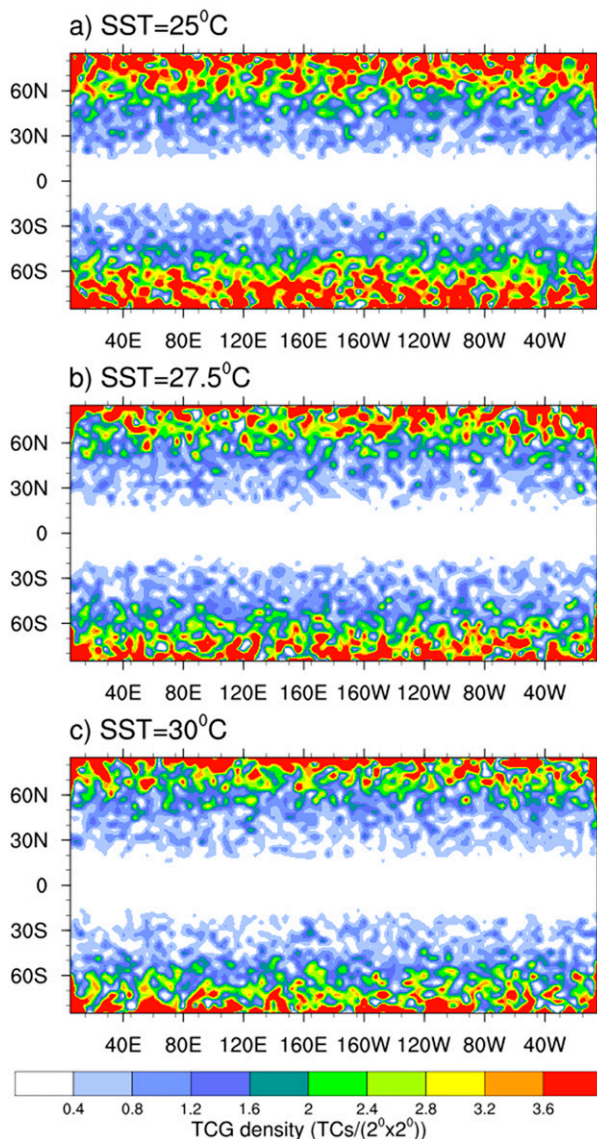 a) SST=25⁰C
60N
30N
0
30S
60S
40E 80E 120E 160E 160W 120W 80W 40W
b) SST=27.5⁰C
60N
30N
0
30S
60S
40E 80E 120E 160E 160W 120W 80W 40W
c) SST=30⁰C
60N
30N
0
30S
60S
40E 80E 120E 160E 160W 120W 80W 40W
0.4 0.8 1.2 1.6 2 2.4 2.8 3.2 3.6
TCG density (TCs/(2⁰x2⁰))